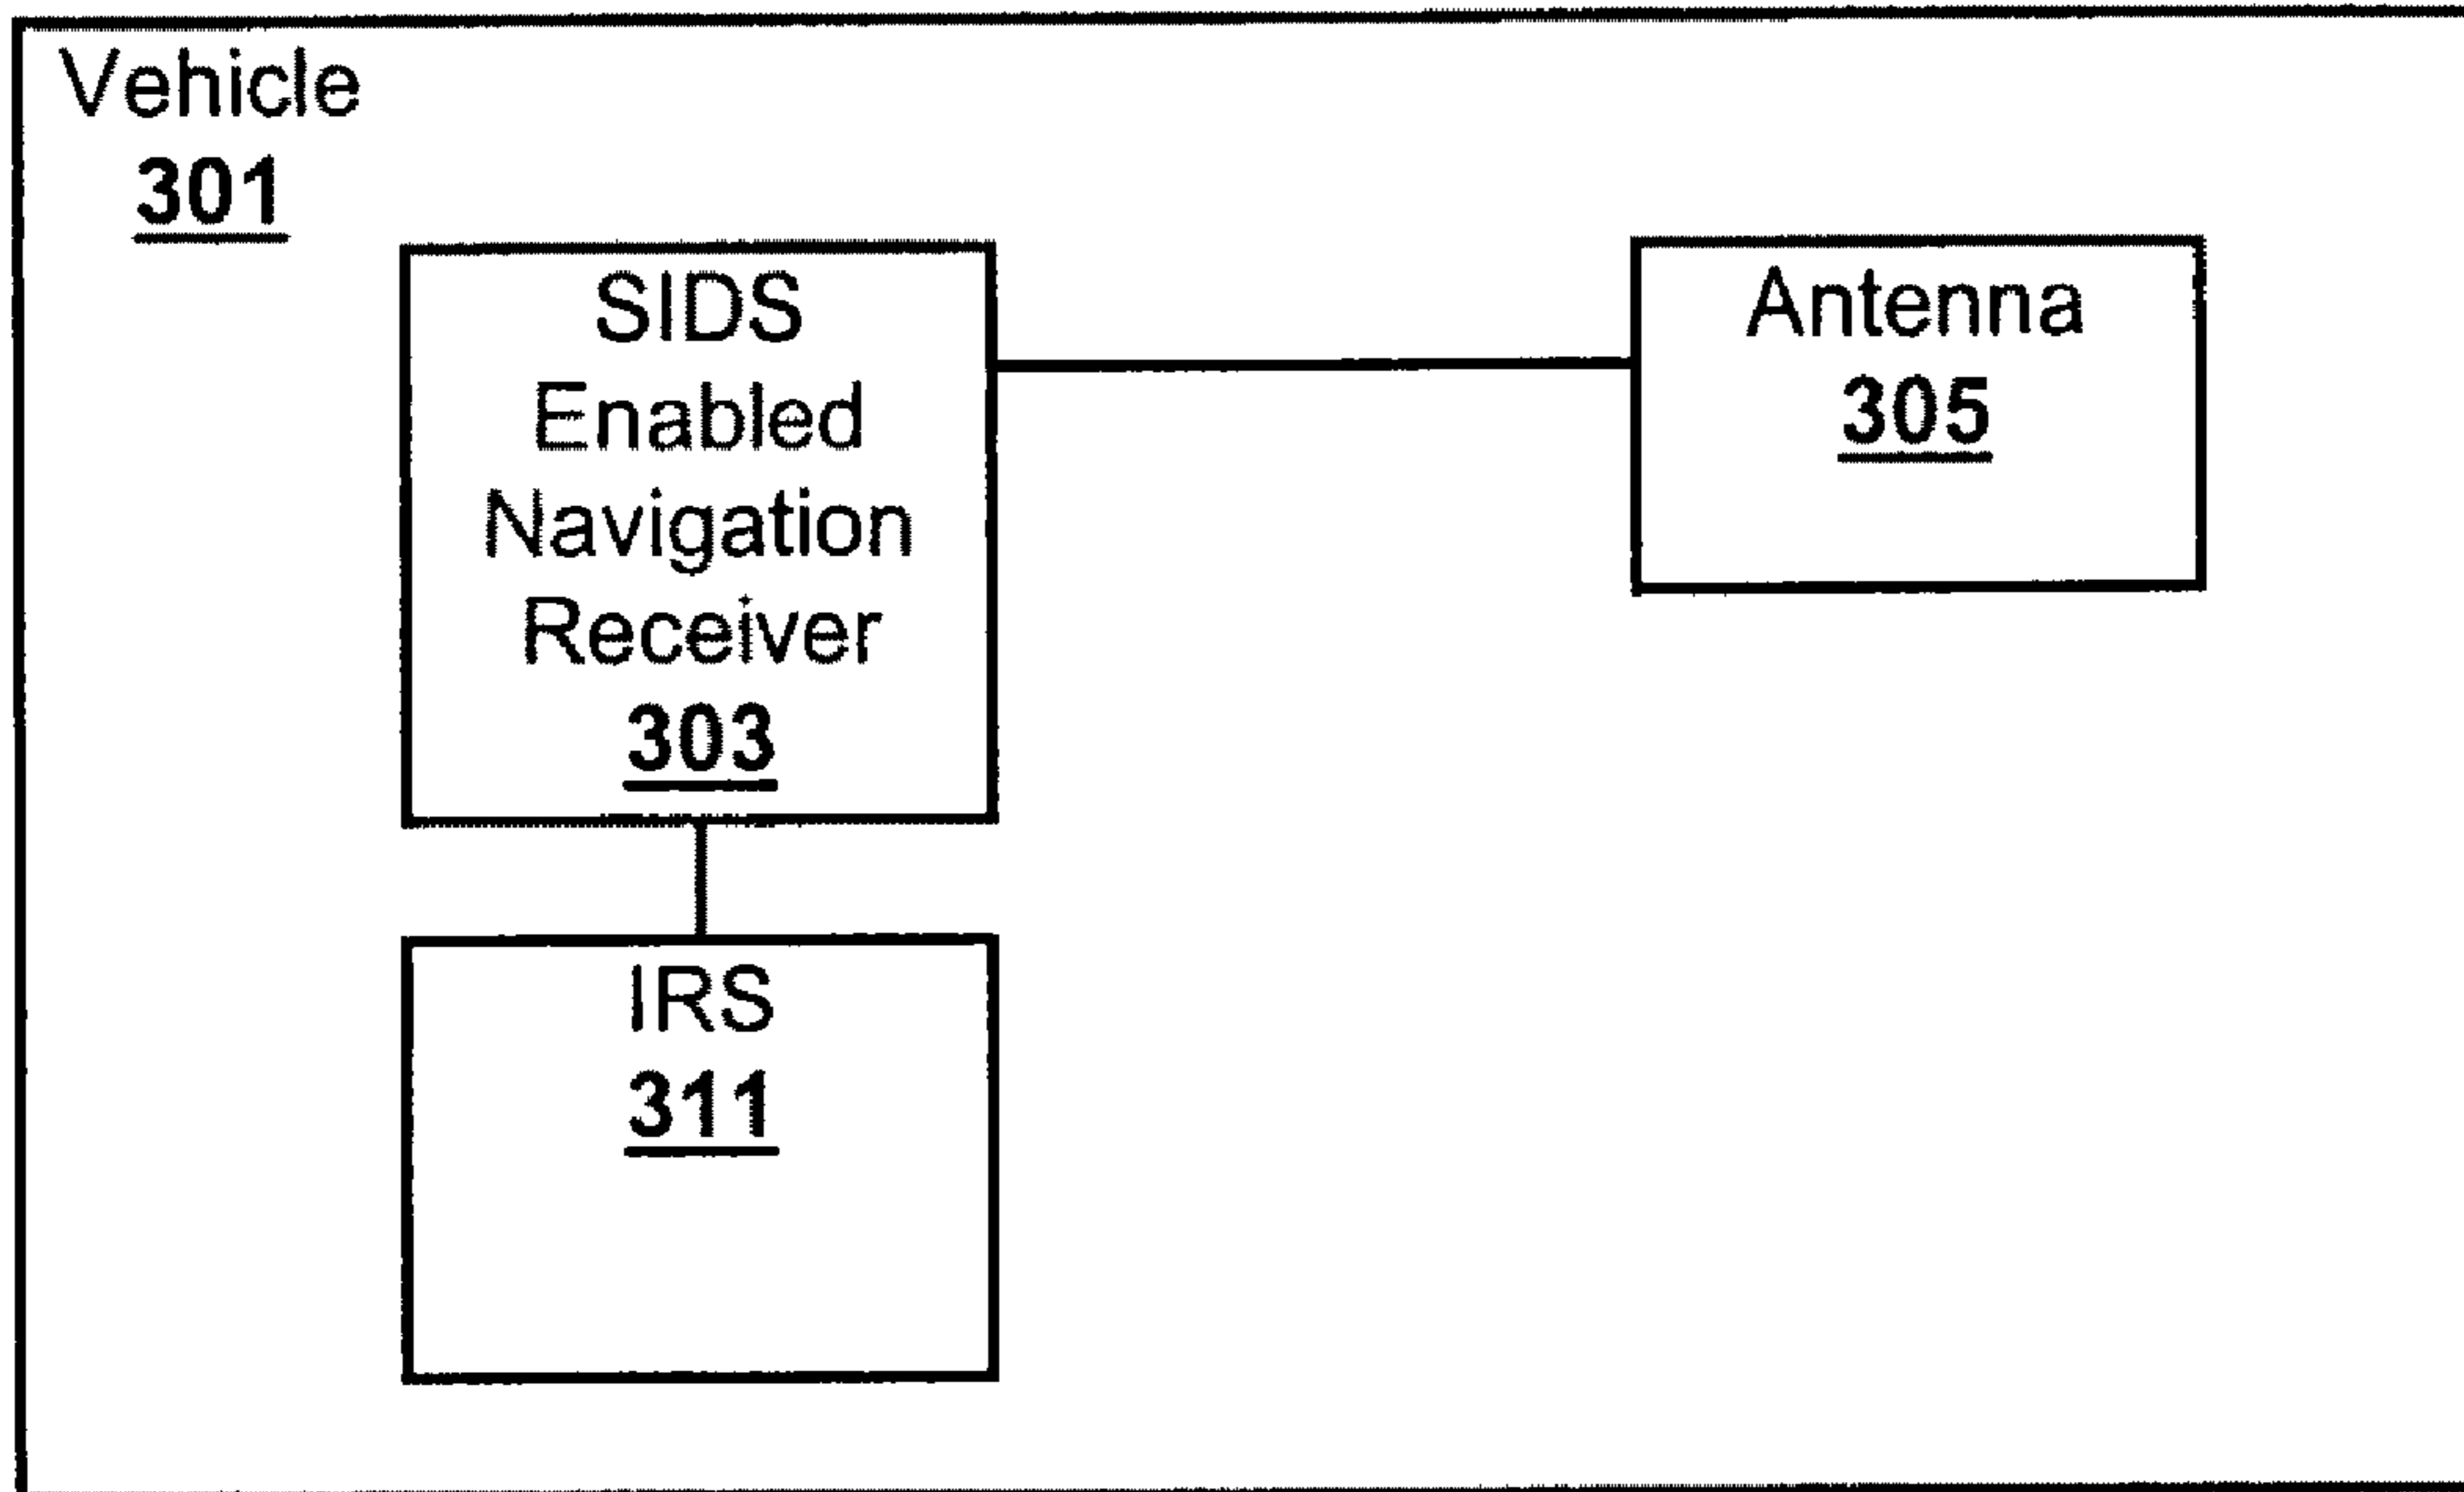 Vehicle
301
SIDS
Enabled
Navigation
Receiver
303
Antenna
305
IRS
311